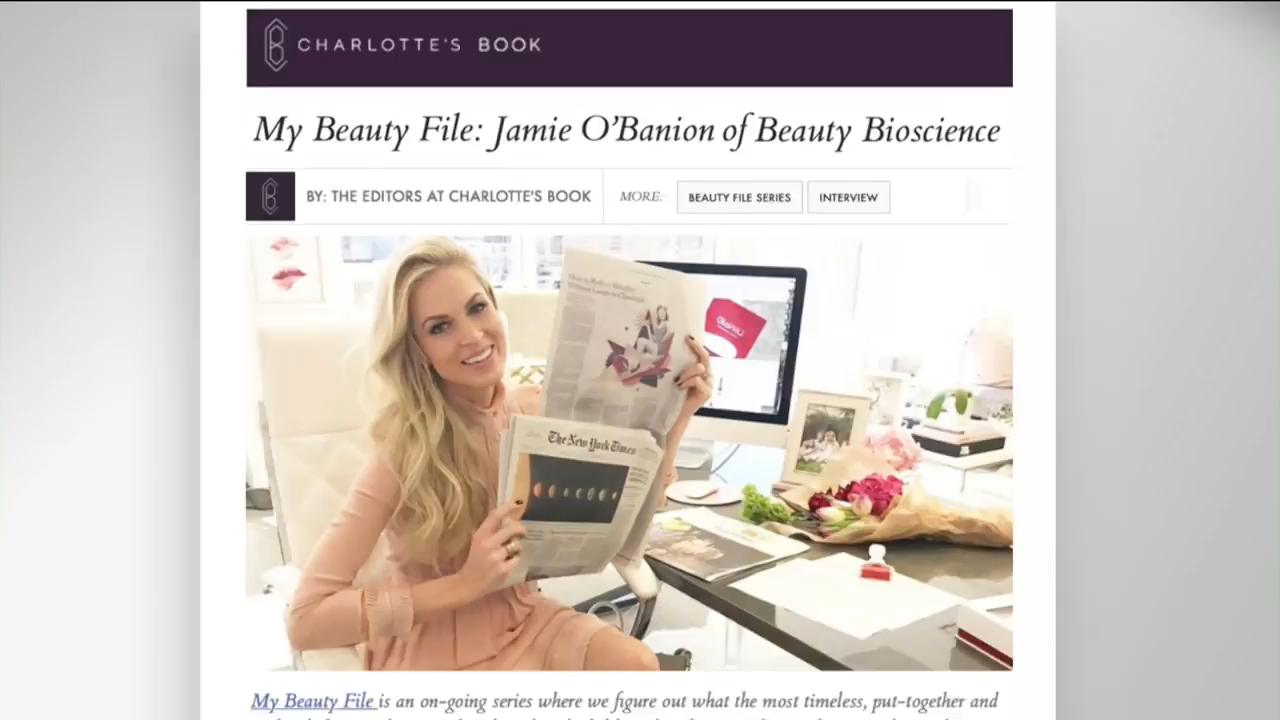 CHARLOTTE'S BOOK
My Beauty File: Jamie O'Banion of Beauty Bioscience
BY: THE EDITORS AT CHARLOTTE'S BOOK
MORE:
BEAUTY FILE SERIES
INTERVIEW
The New York Times
My Beauty File is an on-going series where we figure out what the most timeless, put-together and